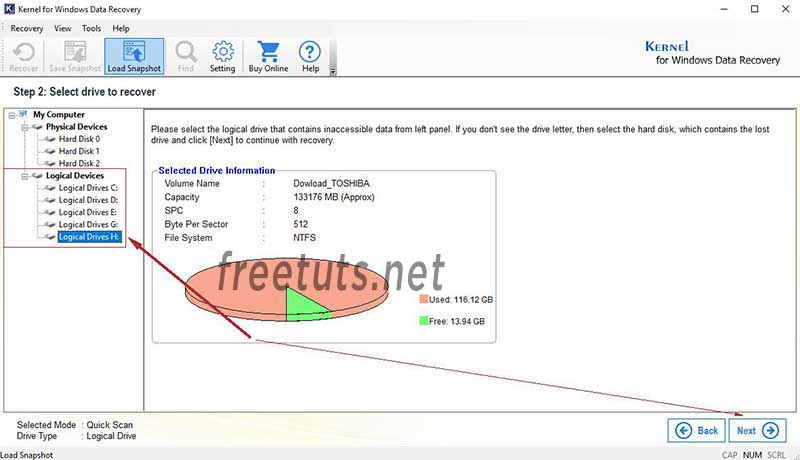 Kernel for Windows Data Recovery
Recovery View Tools Help
Recover Save Snapshot Load Snapshot Find Setting Buy Online Help
KERNEL
for Windows Data Recovery
Step 2: Select drive to recover
My Computer
Physical Devices
Hard Disk 0
Hard Disk 1
Hard Disk 2
Logical Devices
Logical Drives C:
Logical Drives D:
Logical Drives E:
Logical Drives G:
Logical Drives H:
Please select the logical drive that contains inaccessible data from left panel. If you don't see the drive letter, then select the hard disk, which contains the lost
drive and click [Next] to continue with recovery.
Selected Drive Information
Volume Name : Dowload_TOSHIBA
Capacity : 133176 MB (Approx)
SPC : 8
Byte Per Sector : 512
File System : NTFS
freetuts.net
Used: 116.12 GB
Free: 13.94 GB
Selected Mode : Quick Scan
Drive Type : Logical Drive
Back Next
Load Snapshot CAP NUM SCRL